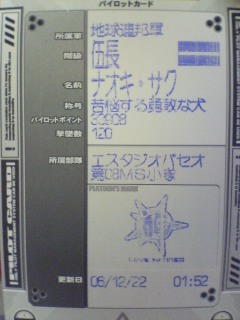 パイロットカード
所属軍 地球連邦軍
階級 伍長
名前 ナオキ・サク
称号 苦悩する勇敢な犬
パイロットポイント
撃墜数 120
所属部隊 エスタジオパセオ
第08MS小隊
PLATOON'S MARK
更新日 06/12/22 01:52
PILOT CARD